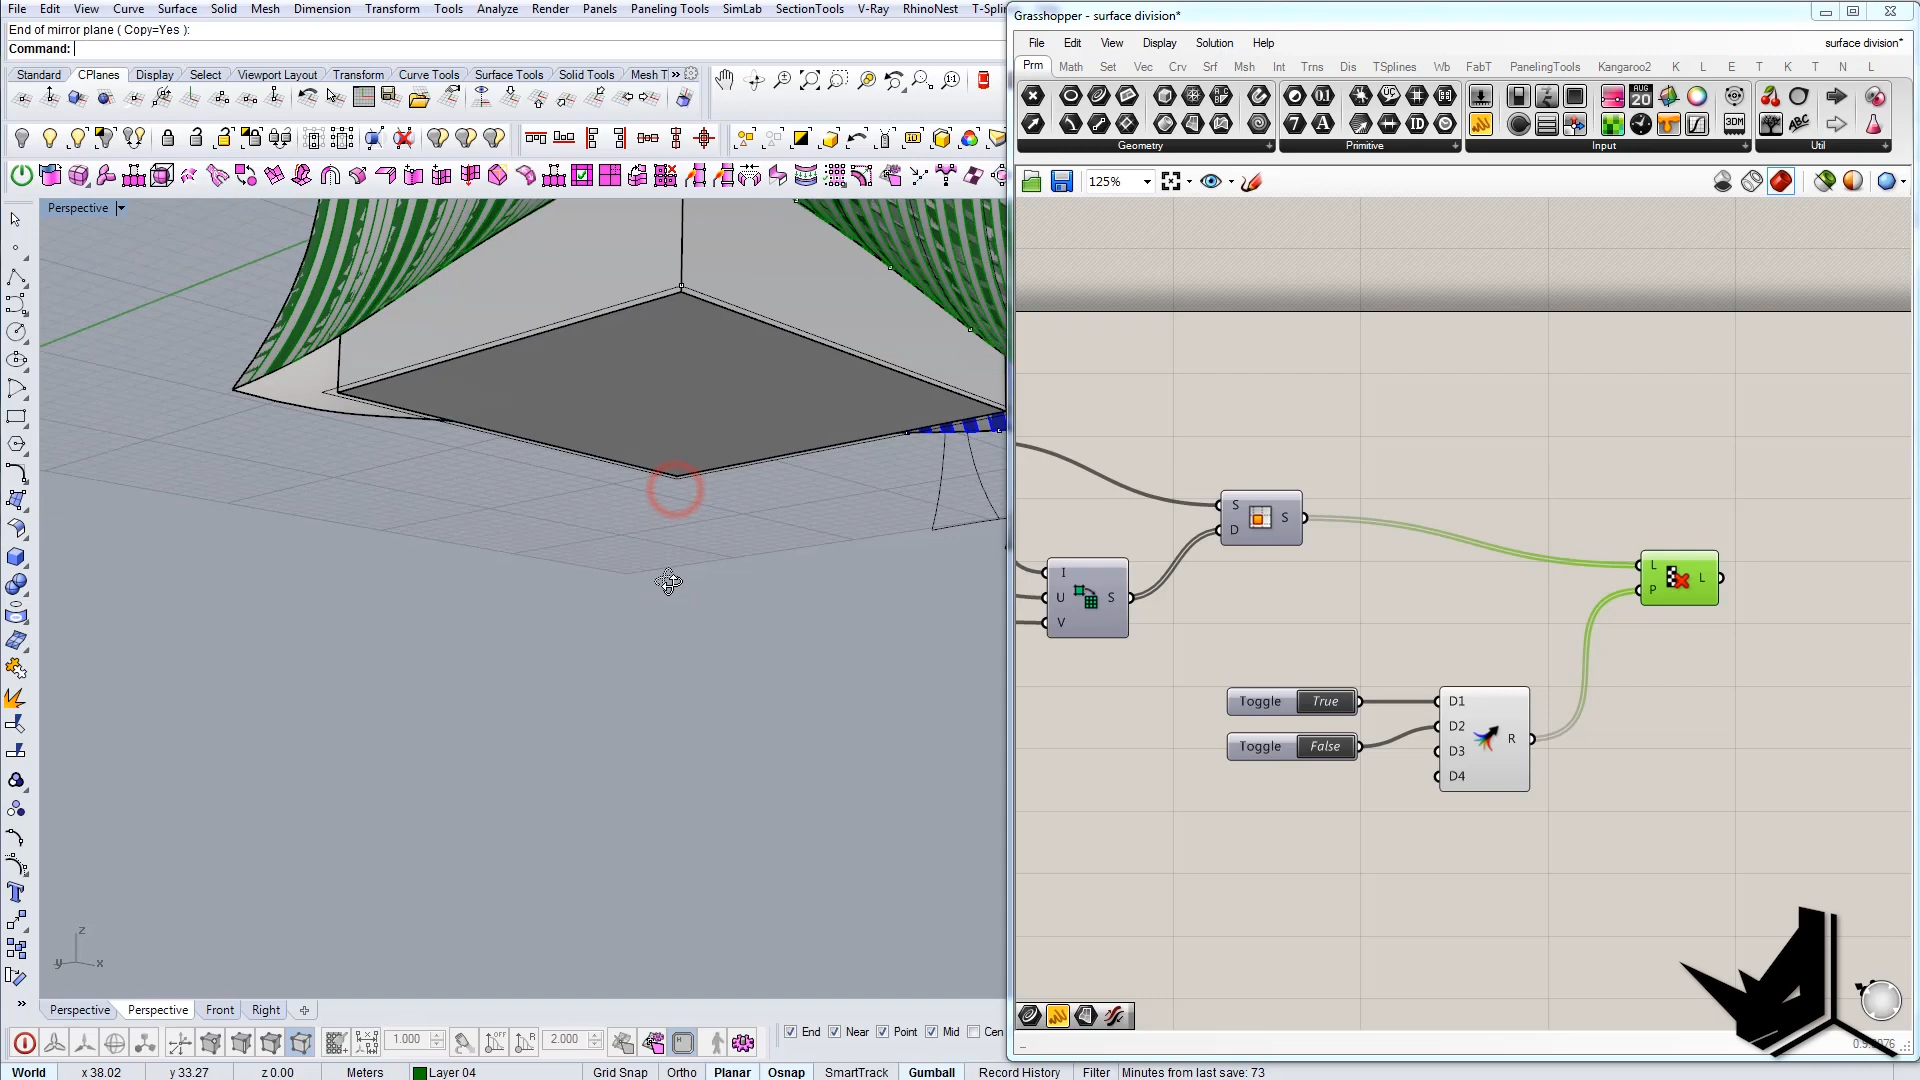 File Edit View Curve Surface Solid Mesh Dimension Transform Tools Analyze Render Panels Paneling Tools SimLab SectionTools V-Ray RhinoNest T-Splin
End of mirror plane ( Copy=Yes ):
Command:
Standard CPlanes Display Select Viewport Layout Transform Curve Tools Surface Tools Solid Tools Mesh T
Perspective
z
y
x
Perspective Perspective Front Right
1.000
2.000
End Near Point Mid Cen
World x 38.02 y 33.27 z 0.00 Meters Layer 04 Grid Snap Ortho Planar Osnap SmartTrack Gumball Record History Filter Minutes from last save: 73
Grasshopper - surface division*
File Edit View Display Solution Help
surface division*
Prm Math Set Vec Crv Srf Msh Int Trns Dis TSplines Wb FabT PanelingTools Kangaroo2 K L E T K T N L
Geometry Primitive Input Util
125%
S
D
S
I
U
V
S
L
P
L
Toggle True
Toggle False
D1
D2
D3
D4
R